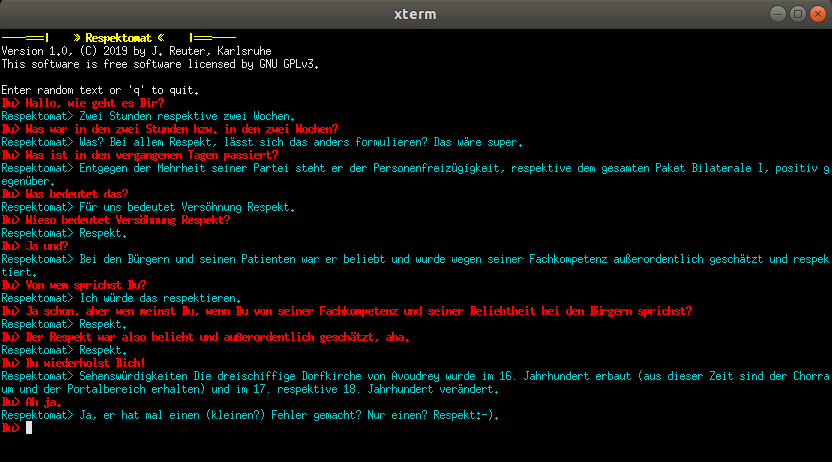 xterm
————===|    » Respektomat «    |===————
Version 1.0, (C) 2019 by J. Reuter, Karlsruhe
This software is free software licensed by GNU GPLv3.
Enter random text or 'q' to quit.
Du> Hallo, wie geht es Dir?
Respektomat> Zwei Stunden respektive zwei Wochen.
Du> Was war in den zwei Stunden bzw. in den zwei Wochen?
Respektomat> Was? Bei allem Respekt, lässt sich das anders formulieren? Das wäre super.
Du> Was ist in den vergangenen Tagen passiert?
Respektomat> Entgegen der Mehrheit seiner Partei steht er der Personenfreizügigkeit, respektive dem gesamten Paket Bilaterale I, positiv g
egenüber.
Du> Was bedeutet das?
Respektomat> Für uns bedeutet Versöhnung Respekt.
Du> Wieso bedeutet Versöhnung Respekt?
Respektomat> Respekt.
Du> Ja und?
Respektomat> Bei den Bürgern und seinen Patienten war er beliebt und wurde wegen seiner Fachkompetenz außerordentlich geschätzt und respek
tiert.
Du> Von wem sprichst Du?
Respektomat> Ich würde das respektieren.
Du> Ja schon, aber wen meinst Du, wenn Du von seiner Fachkompetenz und seiner Beliebtheit bei den Bürgern sprichst?
Respektomat> Respekt.
Du> Der Respekt war also beliebt und außerordentlich geschätzt, aha.
Respektomat> Respekt.
Du> Du wiederholst Dich!
Respektomat> Sehenswürdigkeiten Die dreischiffige Dorfkirche von Avoudrey wurde im 16. Jahrhundert erbaut (aus dieser Zeit sind der Chorra
um und der Portalbereich erhalten) und im 17. respektive 18. Jahrhundert verändert.
Du> Ah ja.
Respektomat> Ja, er hat mal einen (kleinen?) Fehler gemacht? Nur einen? Respekt:-).
Du>